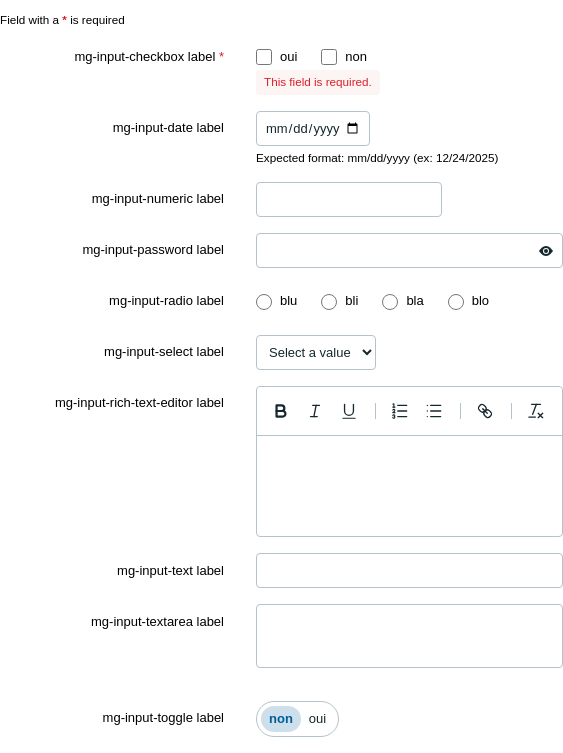 Field with a * is required
mg-input-checkbox label * oui non
This field is required.
mg-input-date label mm/dd/yyyy
Expected format: mm/dd/yyyy (ex: 12/24/2025)
mg-input-numeric label
mg-input-password label
mg-input-radio label blu bli bla blo
mg-input-select label Select a value
mg-input-rich-text-editor label B I U
mg-input-text label
mg-input-textarea label
mg-input-toggle label non oui